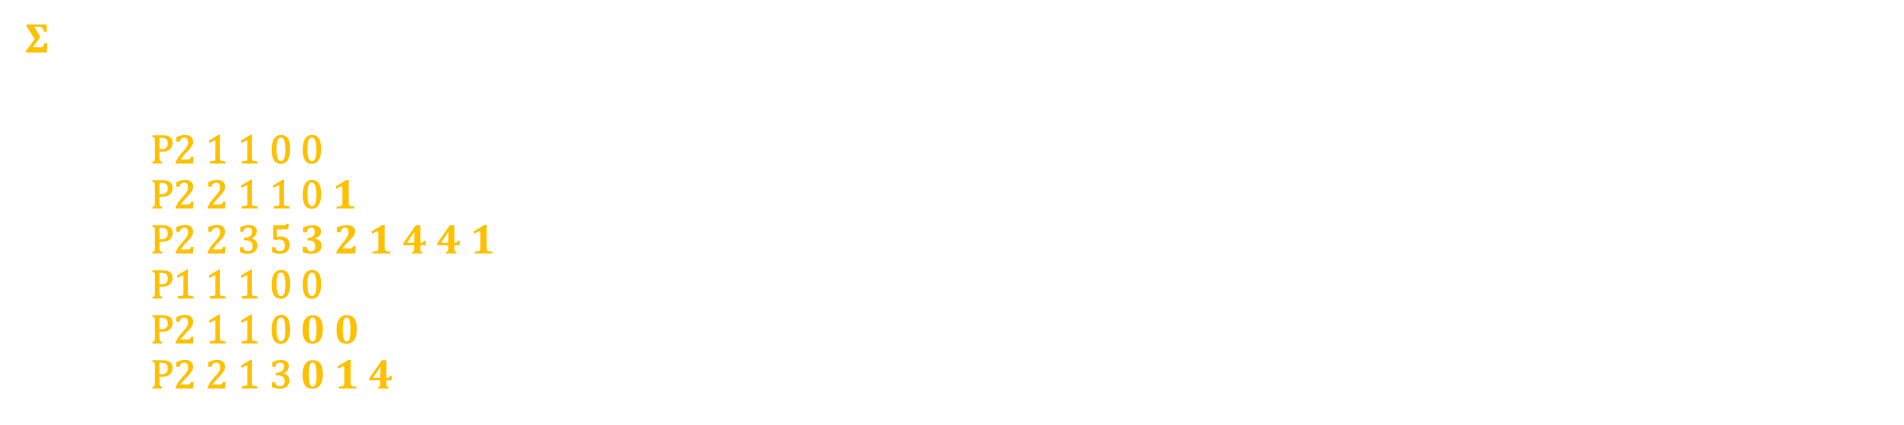 Σ
P2 1 1 0 0
P2 2 1 1 0 1
P2 2 3 5 3 2 1 4 4 1
P1 1 1 0 0
P2 1 1 0 0 0
P2 2 1 3 0 1 4